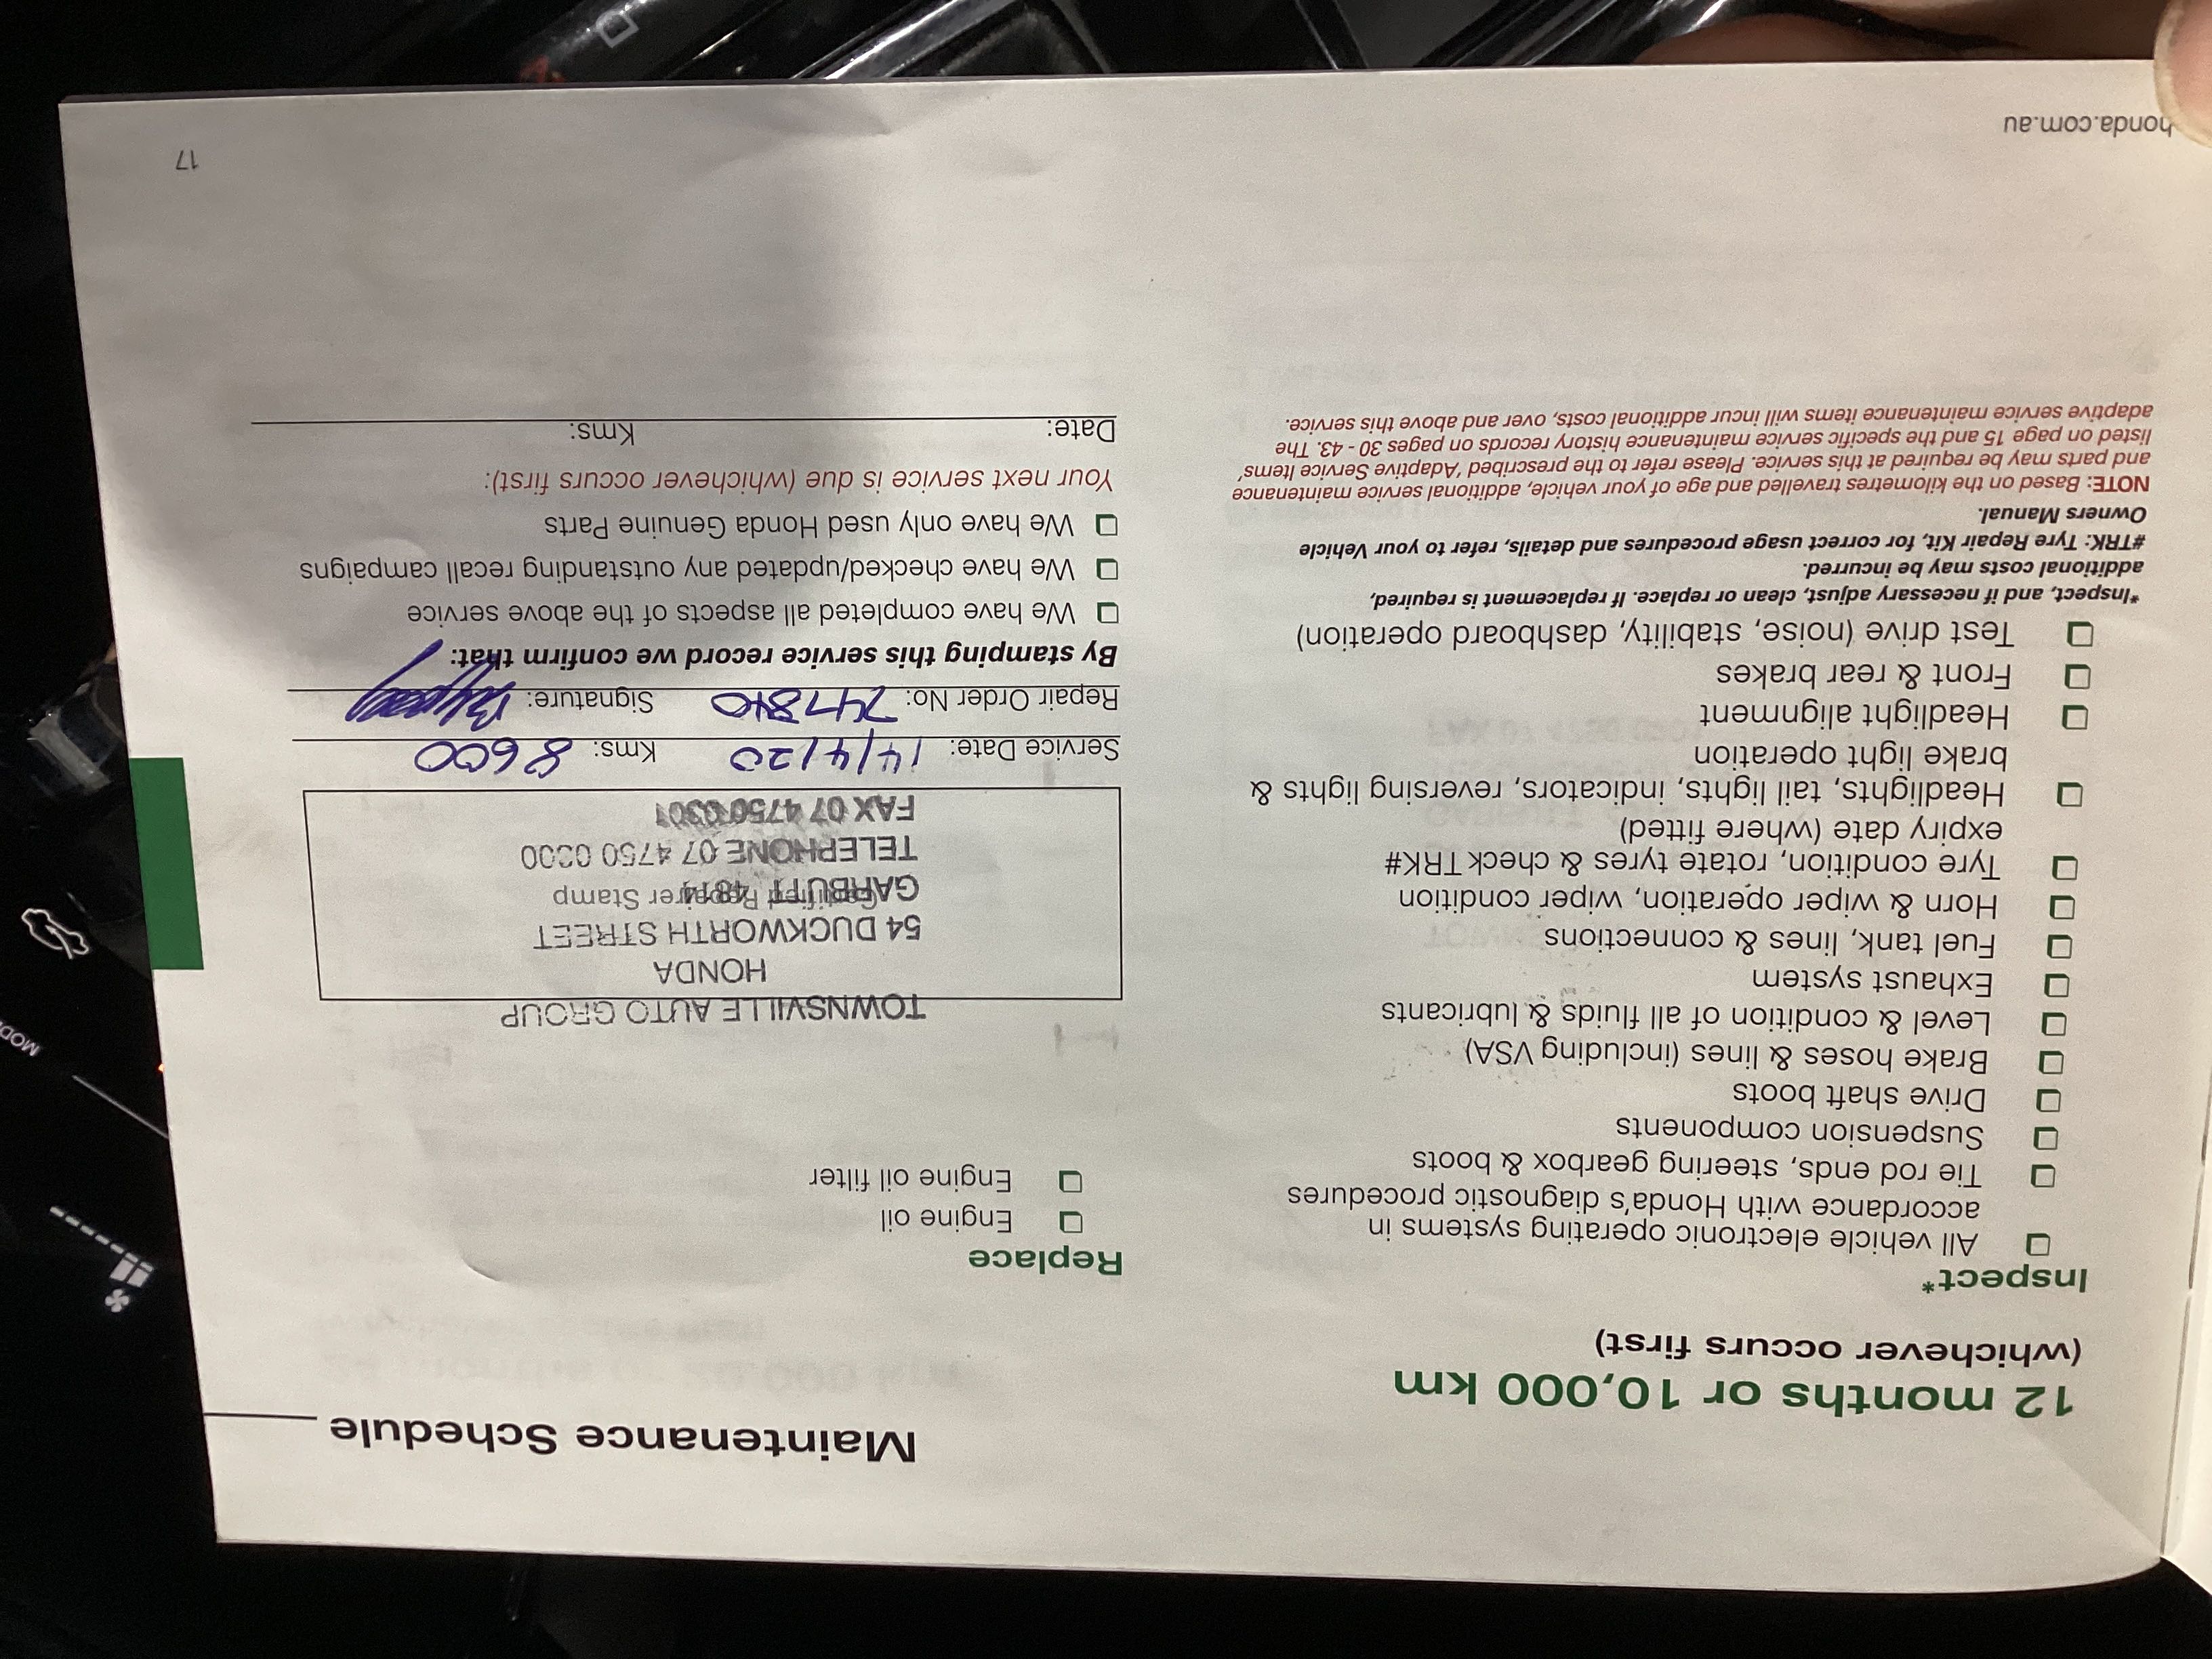 Maintenance Schedule
12 months or 10,000 km
(whichever occurs first)
Inspect*
All vehicle electronic operating systems in
accordance with Honda's diagnostic procedures
Tie rod ends, steering gearbox & boots
Suspension components
Drive shaft boots
Brake hoses & lines (including VSA)
Level & condition of all fluids & lubricants
Exhaust system
Fuel tank, lines & connections
Horn & wiper operation, wiper condition
Tyre condition, rotate tyres & check TRK#
expiry date (where fitted)
Headlights, tail lights, indicators, reversing lights &
brake light operation
Headlight alignment
Front & rear brakes
Test drive (noise, stability, dashboard operation)
*Inspect, and if necessary adjust, clean or replace. If replacement is required,
additional costs may be incurred.
#TRK: Tyre Repair Kit, for correct usage procedures and details, refer to your Vehicle
Owners Manual.
NOTE: Based on the kilometres travelled and age of your vehicle, additional service maintenance
and parts may be required at this service. Please refer to the prescribed 'Adaptive Service Items'
listed on page 15 and the specific service maintenance history records on pages 30 - 43. The
adaptive service maintenance items will incur additional costs, over and above this service.
Replace
Engine oil
Engine oil filter
TOWNSVILLE AUTO GROUP
HONDA
54 DUCKWORTH STREET
GARBUTT 4814
Certified Repairer Stamp
TELEPHONE 07 4750 0300
FAX 07 4750 0301
Service Date: 14/4/20 Kms: 8600
Repair Order No: 747840 Signature:
By stamping this service record we confirm that:
We have completed all aspects of the above service
We have checked/updated any outstanding recall campaigns
We have only used Honda Genuine Parts
Your next service is due (whichever occurs first):
Date: Kms:
honda.com.au
17